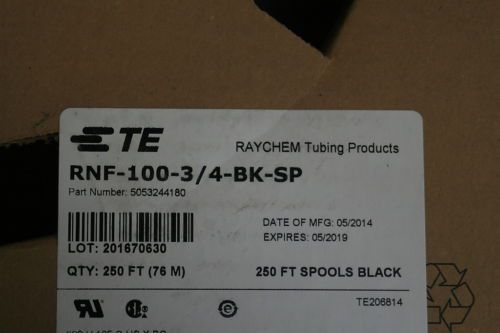 TE
RAYCHEM Tubing Products
RNF-100-3/4-BK-SP
Part Number: 5053244180
DATE OF MFG: 05/2014
EXPIRES: 05/2019
LOT: 201670630
QTY: 250 FT (76 M)
250 FT SPOOLS BLACK
TE206814